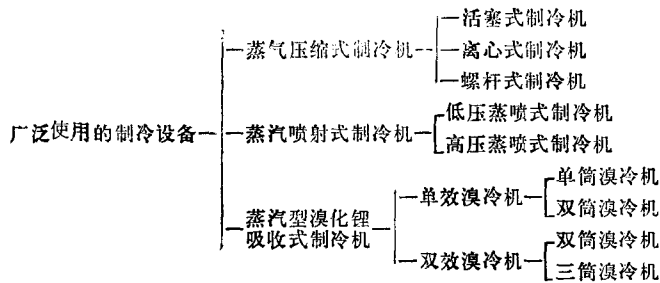 广泛使用的制冷设备
蒸气压缩式制冷机
活塞式制冷机
离心式制冷机
螺杆式制冷机
蒸汽喷射式制冷机
低压蒸喷式制冷机
高压蒸喷式制冷机
蒸汽型溴化锂
吸收式制冷机
单效溴冷机
单筒溴冷机
双筒溴冷机
双效溴冷机
双筒溴冷机
三筒溴冷机